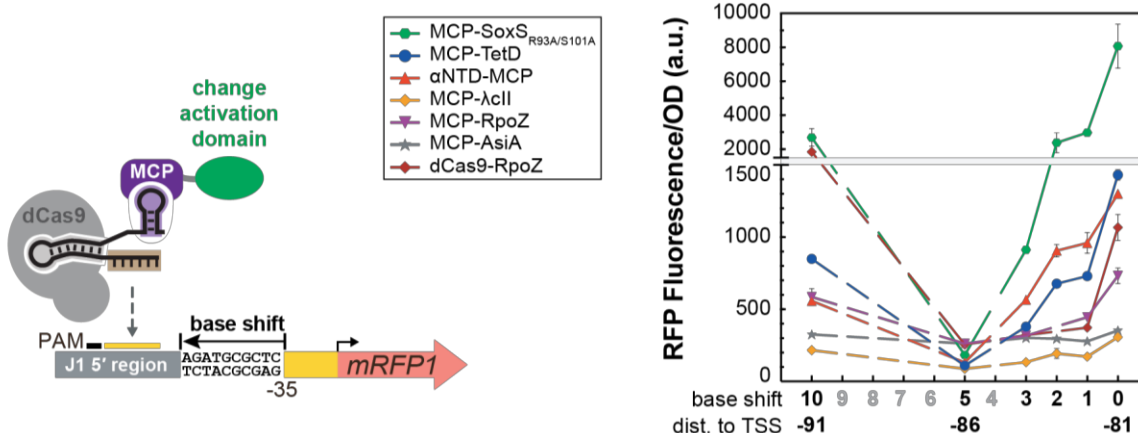 change
activation
domain
MCP
dCas9
PAM
base shift
J1 5′ region
AGATGCGCTC
TCTACGCGAG
-35
mRFP1
MCP-SoxS R93A/S101A
MCP-TetD
αNTD-MCP
MCP-λcII
MCP-RpoZ
MCP-AsiA
dCas9-RpoZ
RFP Fluorescence/OD (a.u.)
10000
8000
6000
4000
2000
1500
1000
500
0
base shift 10 9 8 7 6 5 4 3 2 1 0
dist. to TSS -91 -86 -81